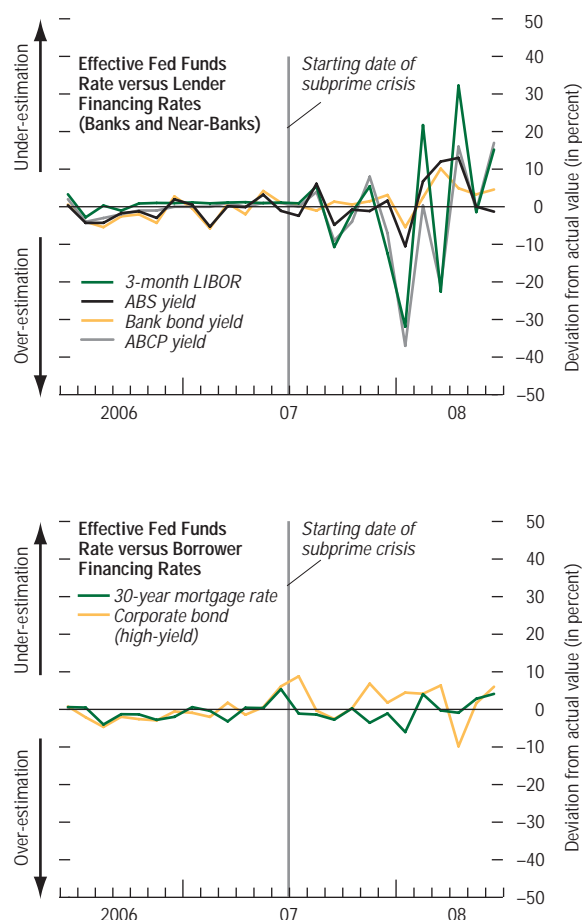 Effective Fed Funds
Rate versus Lender
Financing Rates
(Banks and Near-Banks)
Starting date of
subprime crisis
Under-estimation
Over-estimation
3-month LIBOR
ABS yield
Bank bond yield
ABCP yield
50
40
30
20
10
0
–10
–20
–30
–40
–50
Deviation from actual value (in percent)
2006
07
08
Effective Fed Funds
Rate versus Borrower
Financing Rates
Starting date of
subprime crisis
Under-estimation
Over-estimation
30-year mortgage rate
Corporate bond
(high-yield)
50
40
30
20
10
0
–10
–20
–30
–40
–50
Deviation from actual value (in percent)
2006
07
08